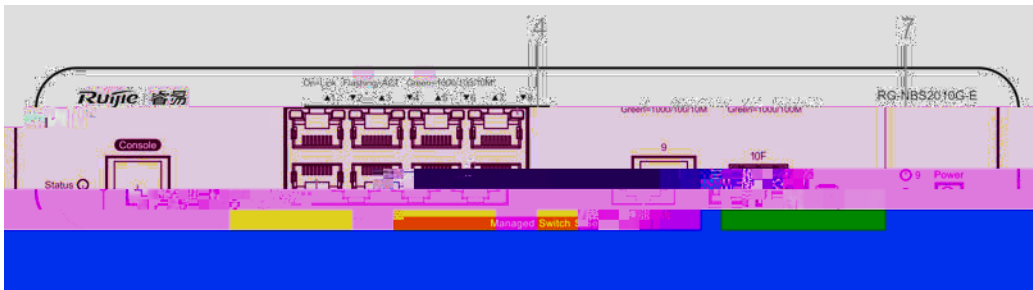 4 7
On=Link Flashing=ACT Green=1000/100/10M
Ruijie 睿易
RG-NBS2010G-E
Green=1000/100/10M Green=1000/100M
Console
9
10F
Status
9 Power
Managed Switch